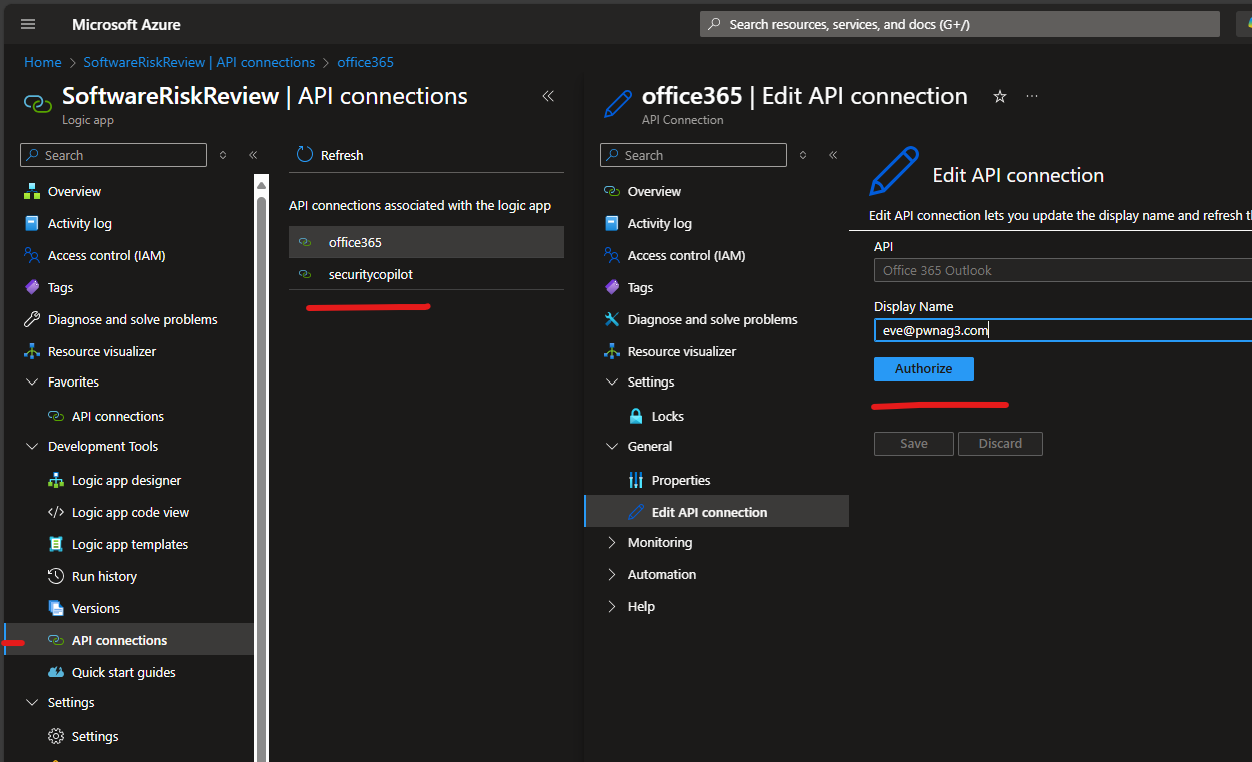 Microsoft Azure
Search resources, services, and docs (G+/)
Home > SoftwareRiskReview | API connections > office365
SoftwareRiskReview | API connections
Logic app
Search
Overview
Activity log
Access control (IAM)
Tags
Diagnose and solve problems
Resource visualizer
Favorites
API connections
Development Tools
Logic app designer
Logic app code view
Logic app templates
Run history
Versions
API connections
Quick start guides
Settings
Settings
Refresh
API connections associated with the logic app
office365
securitycopilot
office365 | Edit API connection
API Connection
Search
Overview
Activity log
Access control (IAM)
Tags
Diagnose and solve problems
Resource visualizer
Settings
Locks
General
Properties
Edit API connection
Monitoring
Automation
Help
Edit API connection
Edit API connection lets you update the display name and refresh
API
Office 365 Outlook
Display Name
eve@pwnag3.com
Authorize
Save
Discard